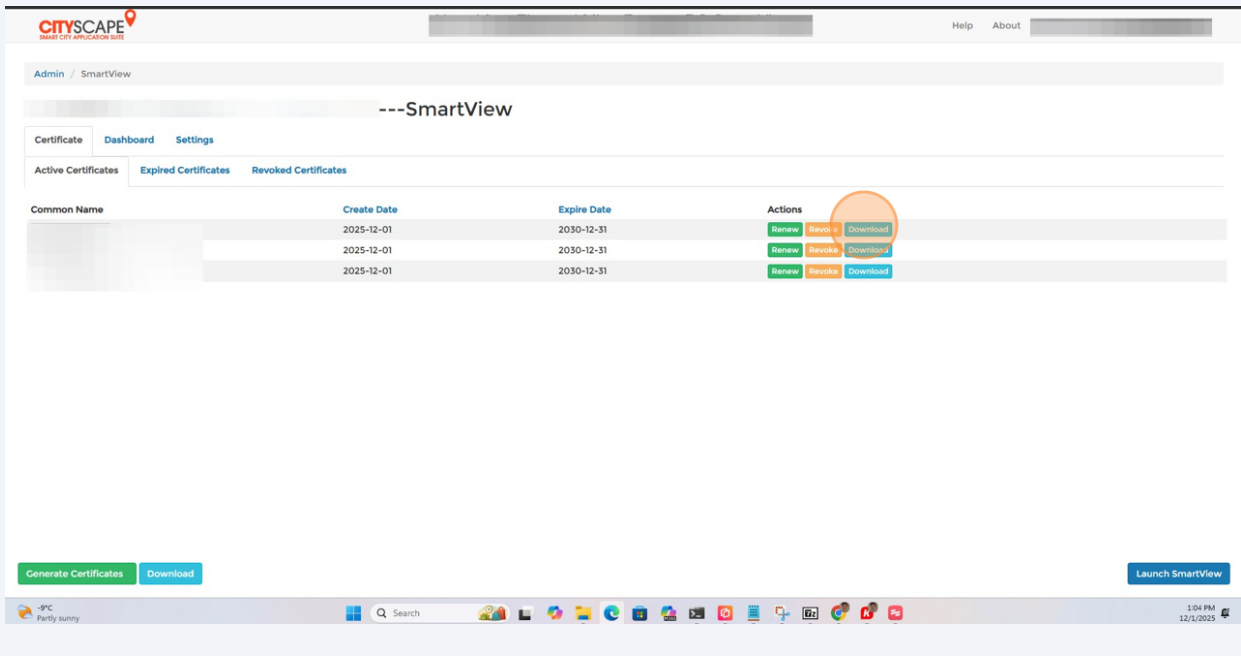 CITYSCAPE
SMART CITY APPLICATION SUITE
Help About
Admin / SmartView
---SmartView
Certificate Dashboard Settings
Active Certificates Expired Certificates Revoked Certificates
Common Name Create Date Expire Date Actions
2025-12-01 2030-12-31 Renew Revoke Download
2025-12-01 2030-12-31 Renew Revoke Download
2025-12-01 2030-12-31 Renew Revoke Download
Generate Certificates Download Launch SmartView
-9°C
Partly sunny
Search
1:04 PM
12/1/2025